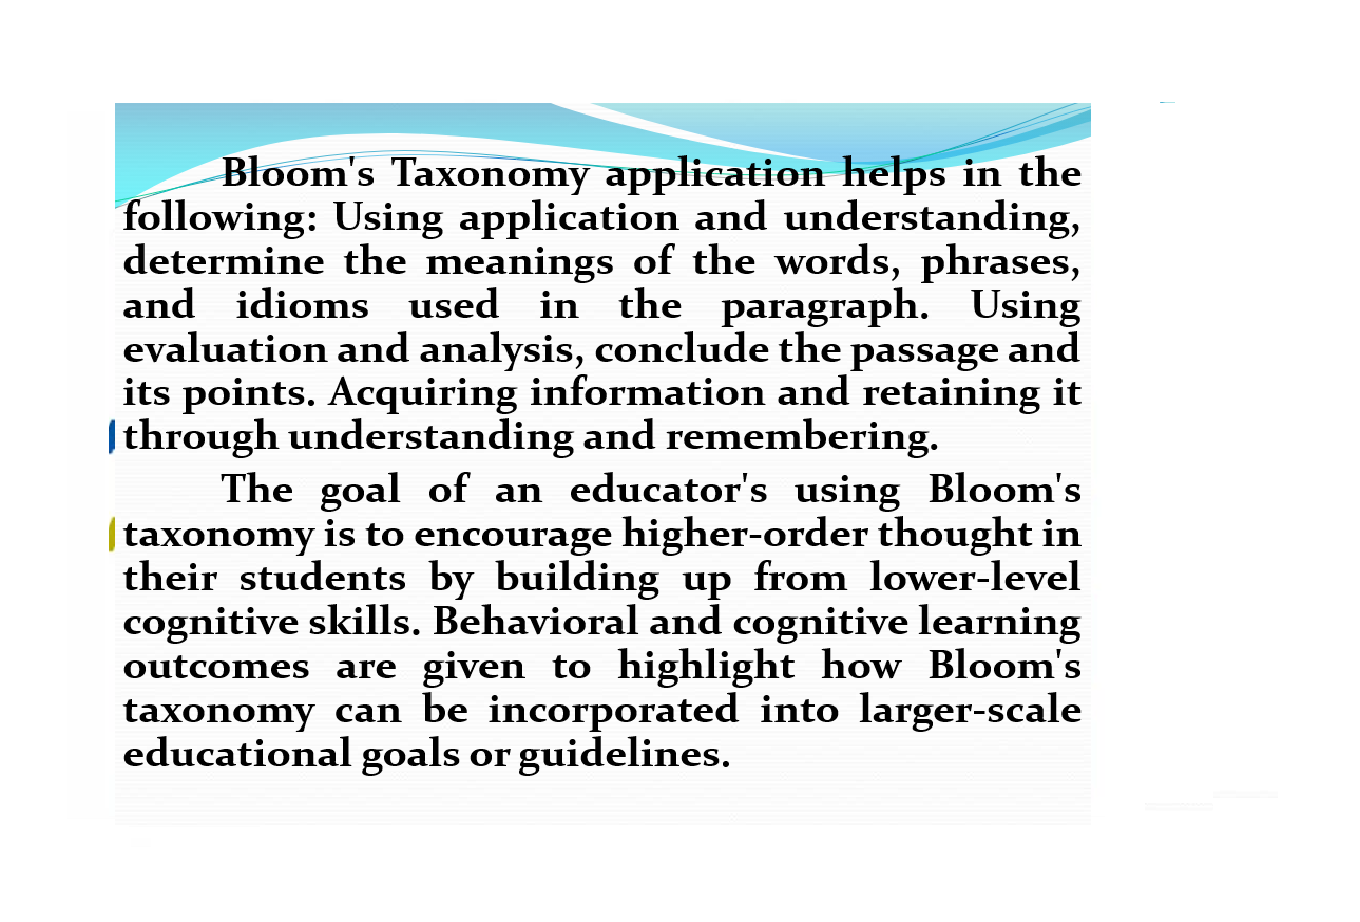 Bloom's Taxonomy application helps in the
following: Using application and understanding,
determine the meanings of the words, phrases,
and idioms used in the paragraph. Using
evaluation and analysis, conclude the passage and
its points. Acquiring information and retaining it
through understanding and remembering.
The goal of an educator's using Bloom's
taxonomy is to encourage higher-order thought in
their students by building up from lower-level
cognitive skills. Behavioral and cognitive learning
outcomes are given to highlight how Bloom's
taxonomy can be incorporated into larger-scale
educational goals or guidelines.